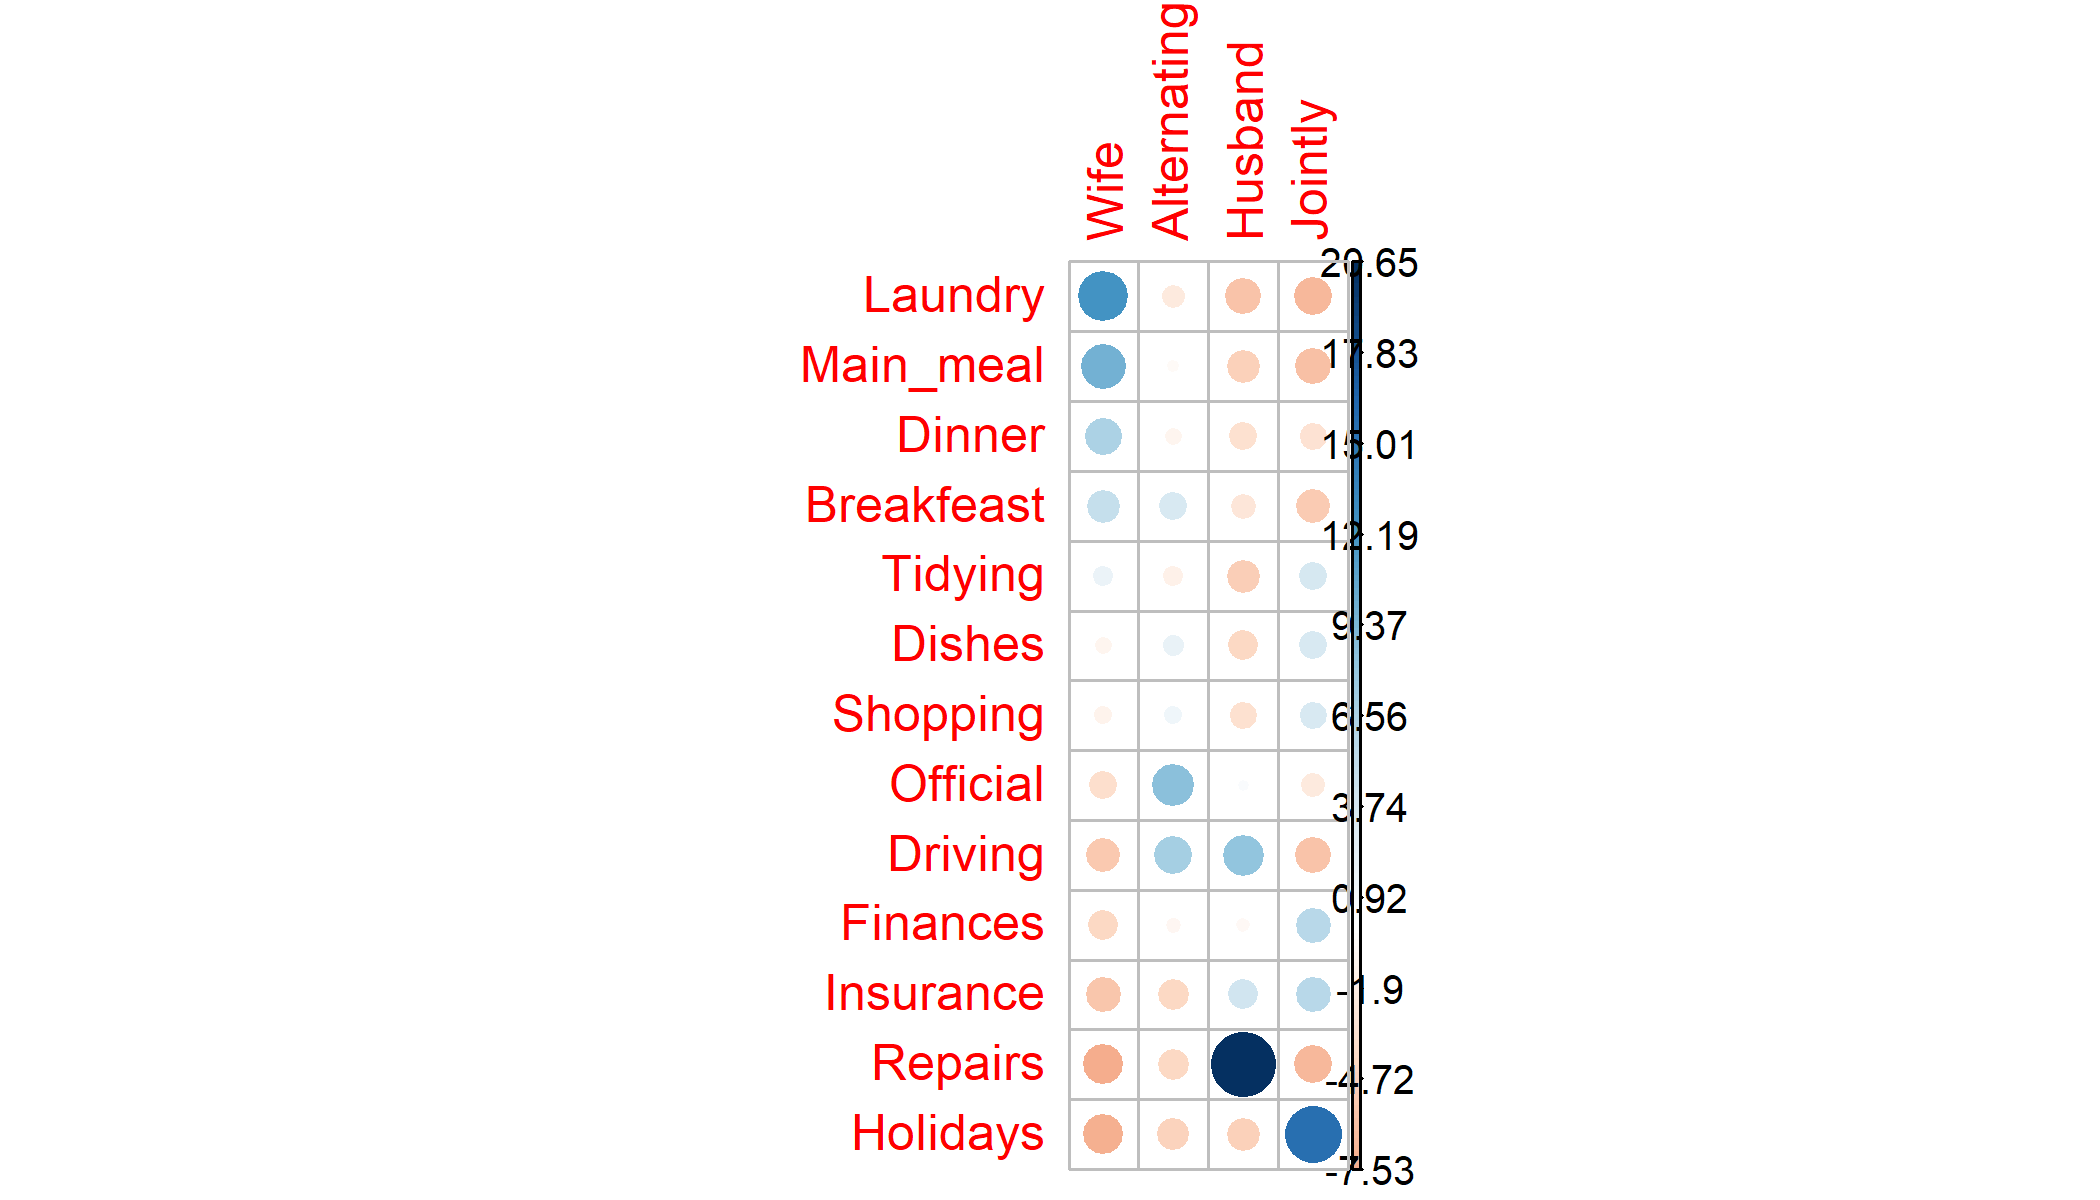 Wife
Alternating
Husband
Jointly
Laundry
Main_meal
Dinner
Breakfeast
Tidying
Dishes
Shopping
Official
Driving
Finances
Insurance
Repairs
Holidays
20.65
17.83
15.01
12.19
9.37
6.56
3.74
0.92
-1.9
-4.72
-7.53